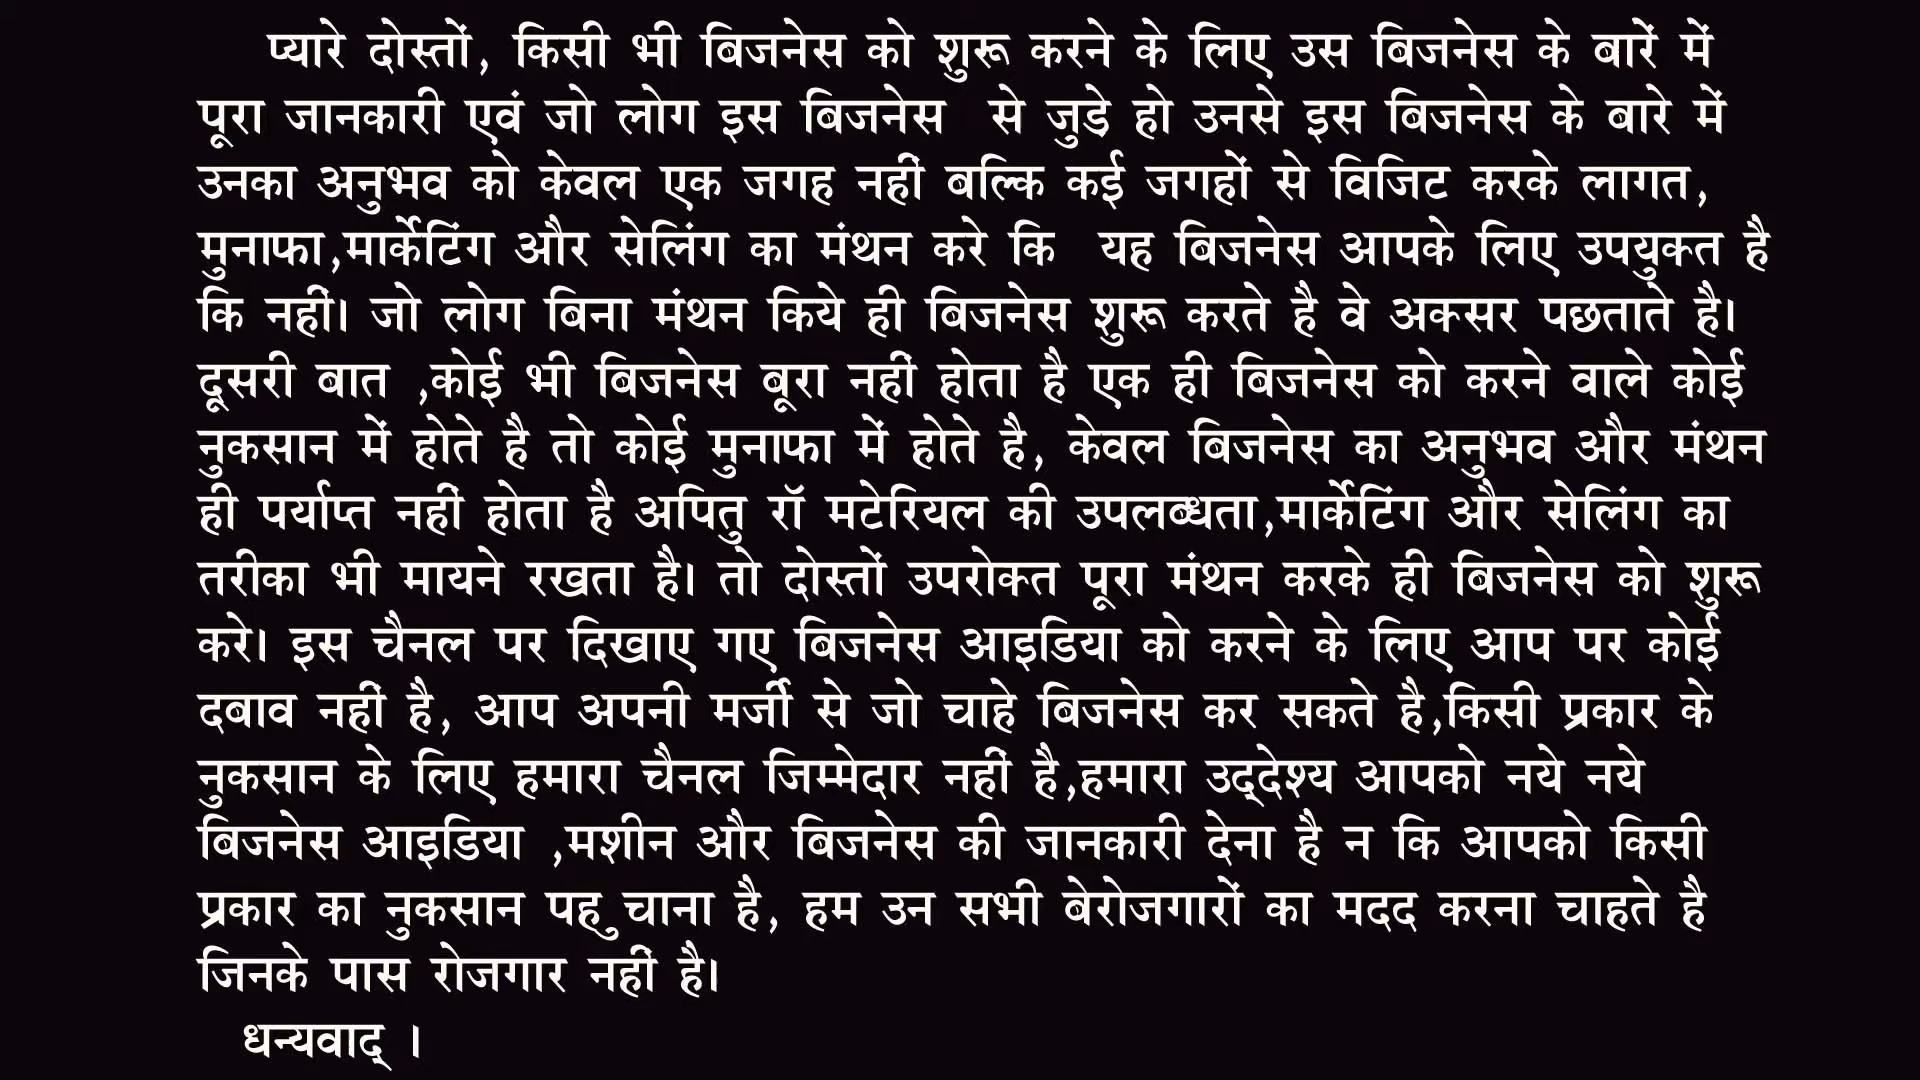 प्यारे दोस्तों, किसी भी बिजनेस को शुरू करने के लिए उस बिजनेस के बारें में
पूरा जानकारी एवं जो लोग इस बिजनेस से जुड़े हो उनसे इस बिजनेस के बारे में
उनका अनुभव को केवल एक जगह नहीं बल्कि कई जगहों से विजिट करके लागत,
मुनाफा,मार्केटिंग और सेलिंग का मंथन करे कि यह बिजनेस आपके लिए उपयुक्त है
कि नहीं। जो लोग बिना मंथन किये ही बिजनेस शुरू करते है वे अक्सर पछताते है।
दूसरी बात ,कोई भी बिजनेस बूरा नहीं होता है एक ही बिजनेस को करने वाले कोई
नुकसान में होते है तो कोई मुनाफा में होते है, केवल बिजनेस का अनुभव और मंथन
ही पर्याप्त नहीं होता है अपितु रॉ मटेरियल की उपलब्धता,मार्केटिंग और सेलिंग का
तरीका भी मायने रखता है। तो दोस्तों उपरोक्त पूरा मंथन करके ही बिजनेस को शुरू
करे। इस चैनल पर दिखाए गए बिजनेस आइडिया को करने के लिए आप पर कोई
दबाव नहीं है, आप अपनी मर्जी से जो चाहे बिजनेस कर सकते है,किसी प्रकार के
नुकसान के लिए हमारा चैनल जिम्मेदार नहीं है,हमारा उद्देश्य आपको नये नये
बिजनेस आइडिया ,मशीन और बिजनेस की जानकारी देना है न कि आपको किसी
प्रकार का नुकसान पहुचाना है, हम उन सभी बेरोजगारों का मदद करना चाहते है
जिनके पास रोजगार नहीं है।
धन्यवाद् ।